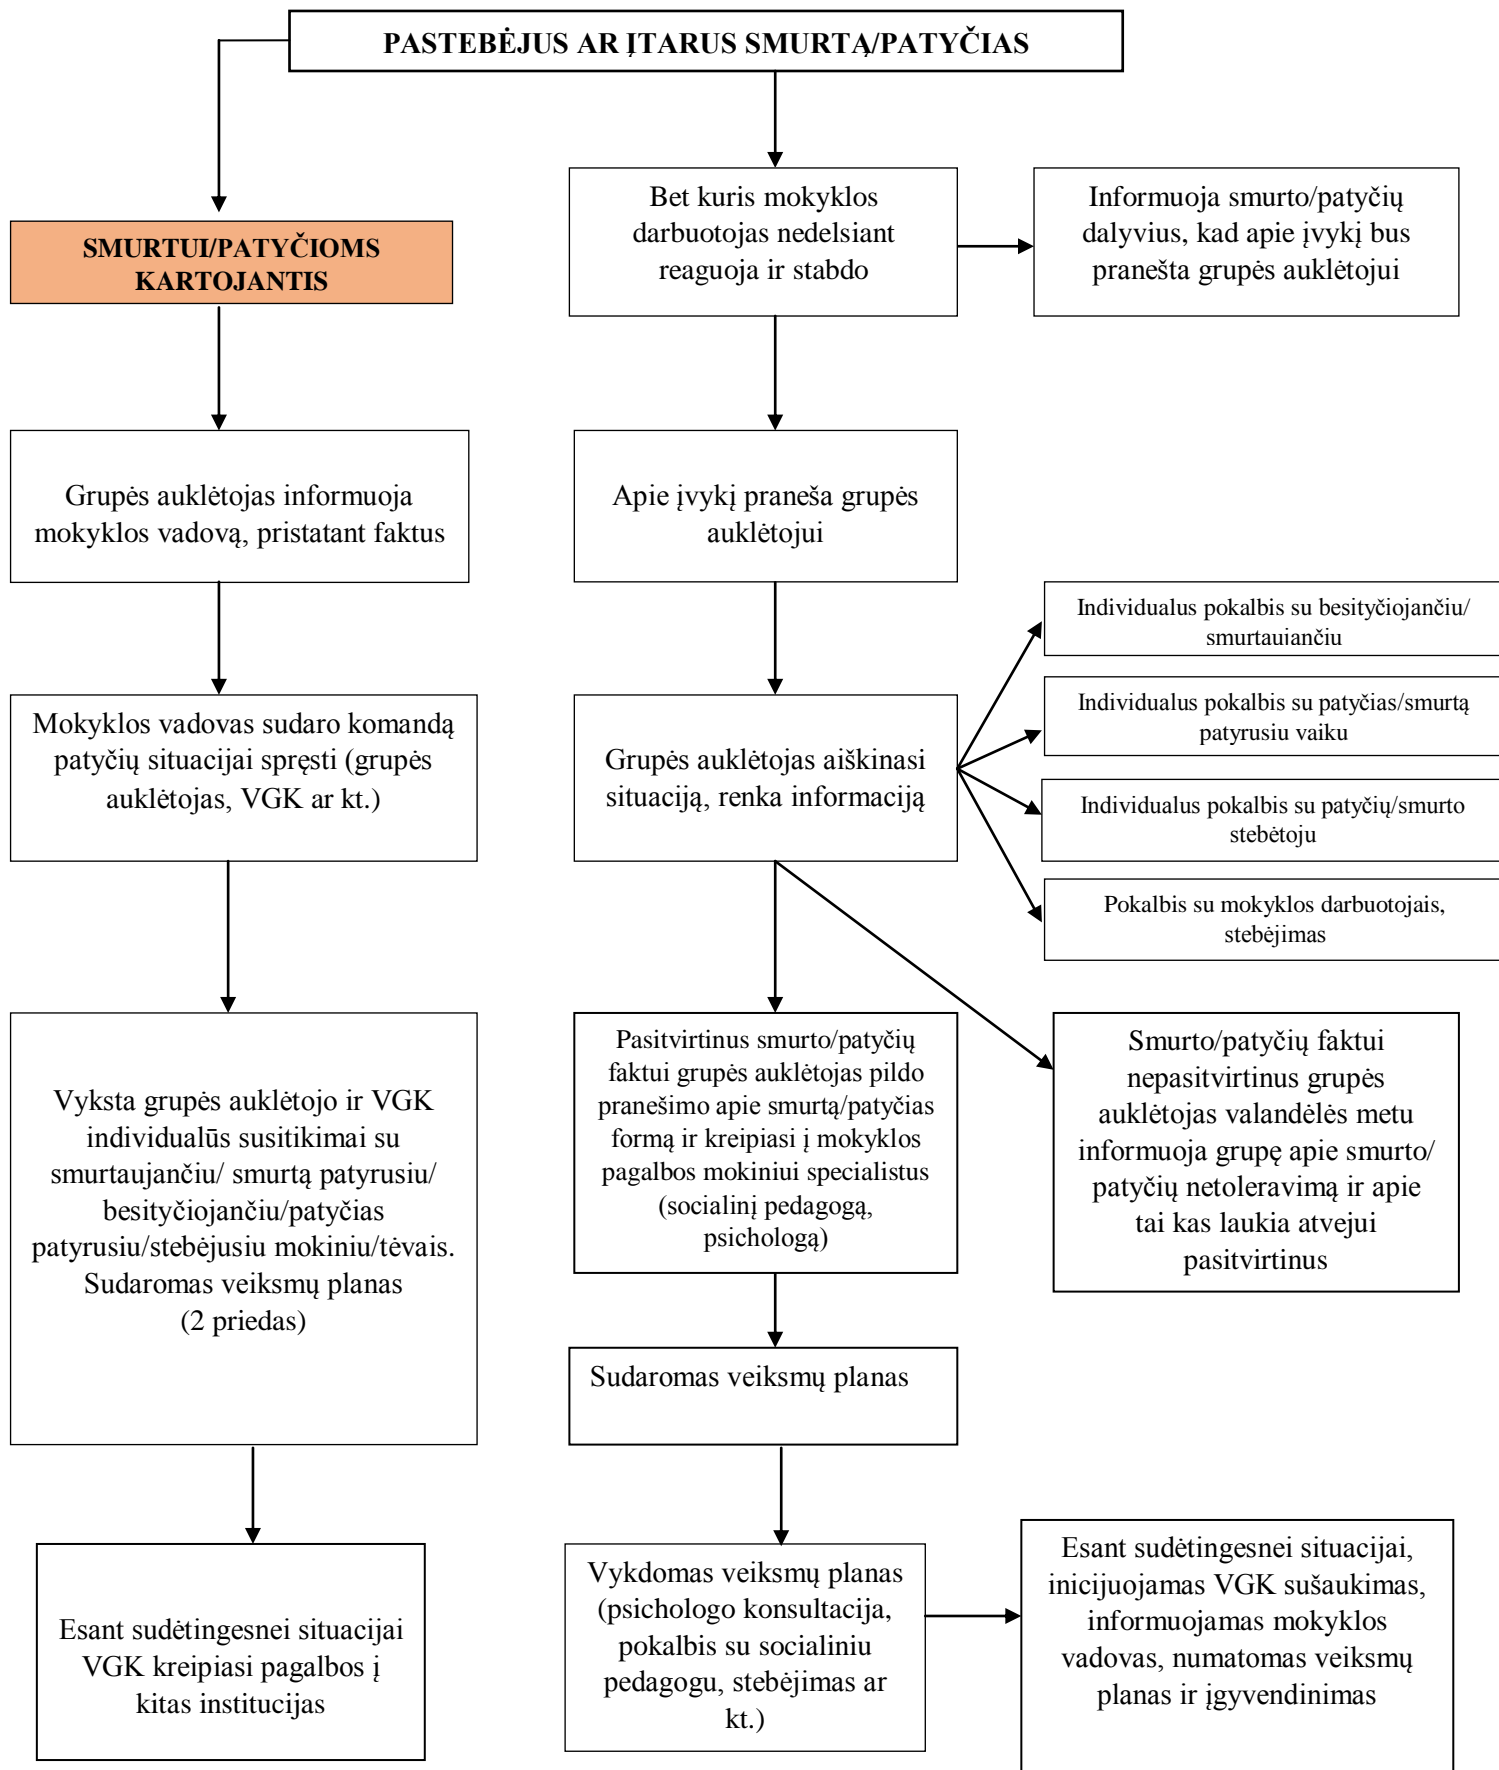 PASTEBĖJUS AR ĮTARUS SMURTĄ/PATYČIAS
SMURTUI/PATYČIOMS
KARTOJANTIS
Bet kuris mokyklos
darbuotojas nedelsiant
reaguoja ir stabdo
Informuoja smurto/patyčių
dalyvius, kad apie įvykį bus
pranešta grupės auklėtojui
Grupės auklėtojas informuoja
mokyklos vadovą, pristatant faktus
Apie įvykį praneša grupės
auklėtojui
Individualus pokalbis su besityčiojančiu/
smurtaujančiu
Individualus pokalbis su patyčias/smurtą
patyrusiu vaiku
Individualus pokalbis su patyčių/smurto
stebėtoju
Pokalbis su mokyklos darbuotojais,
stebėjimas
Mokyklos vadovas sudaro komandą
patyčių situacijai spręsti (grupės
auklėtojas, VGK ar kt.)
Grupės auklėtojas aiškinasi
situaciją, renka informaciją
Vyksta grupės auklėtojo ir VGK
individualūs susitikimai su
smurtaujančiu/ smurtą patyrusiu/
besityčiojančiu/patyčias
patyrusiu/stebėjusiu mokiniu/tėvais.
Sudaromas veiksmų planas
(2 priedas)
Pasitvirtinus smurto/patyčių
faktui grupės auklėtojas pildo
pranešimo apie smurtą/patyčias
formą ir kreipiasi į mokyklos
pagalbos mokiniui specialistus
(socialinį pedagogą,
psichologą)
Smurto/patyčių faktui
nepasitvirtinus grupės
auklėtojas valandėlės metu
informuoja grupę apie smurto/
patyčių netoleravimą ir apie
tai kas laukia atvejui
pasitvirtinus
Sudaromas veiksmų planas
Esant sudėtingesnei situacijai
VGK kreipiasi pagalbos į
kitas institucijas
Vykdomas veiksmų planas
(psichologo konsultacija,
pokalbis su socialiniu
pedagogu, stebėjimas ar
kt.)
Esant sudėtingesnei situacijai,
inicijuojamas VGK sušaukimas,
informuojamas mokyklos
vadovas, numatomas veiksmų
planas ir įgyvendinimas